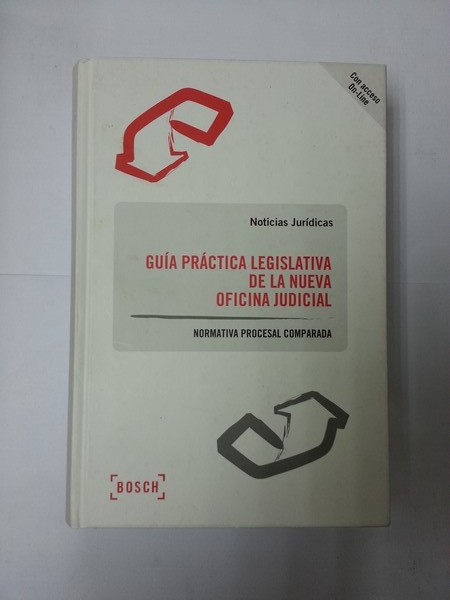 Con acceso
On-Line
Noticias Jurídicas
GUÍA PRÁCTICA LEGISLATIVA
DE LA NUEVA
OFICINA JUDICIAL
NORMATIVA PROCESAL COMPARADA
BOSCH